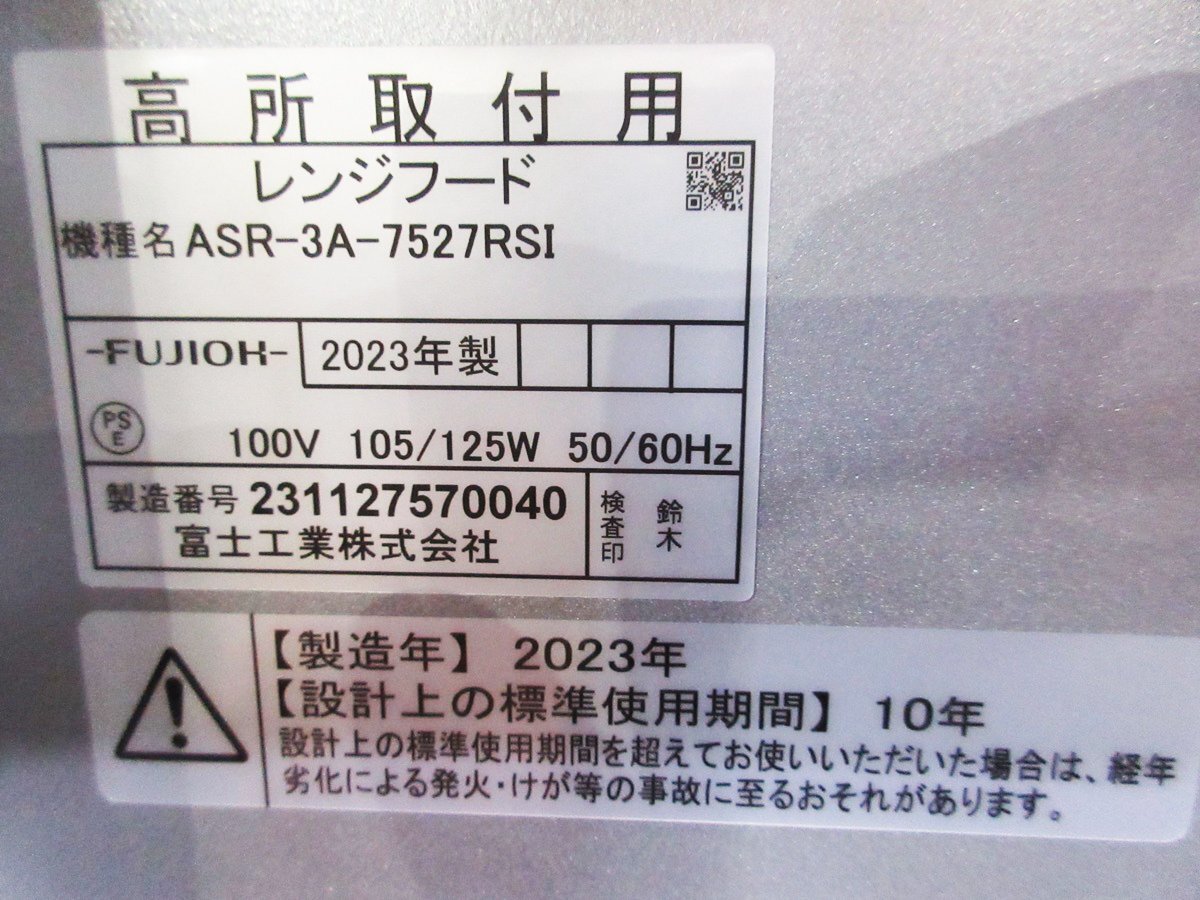 高所取付用
レンジフード
機種名 ASR-3A-7527RSI
-FUJIOH- 2023年製
PS
E
100V 105/125W 50/60Hz
製造番号 231127570040
富士工業株式会社
検査印
鈴木
【製造年】 2023年
【設計上の標準使用期間】 10年
設計上の標準使用期間を超えてお使いいただいた場合は、経年
劣化による発火・けが等の事故に至るおそれがあります。